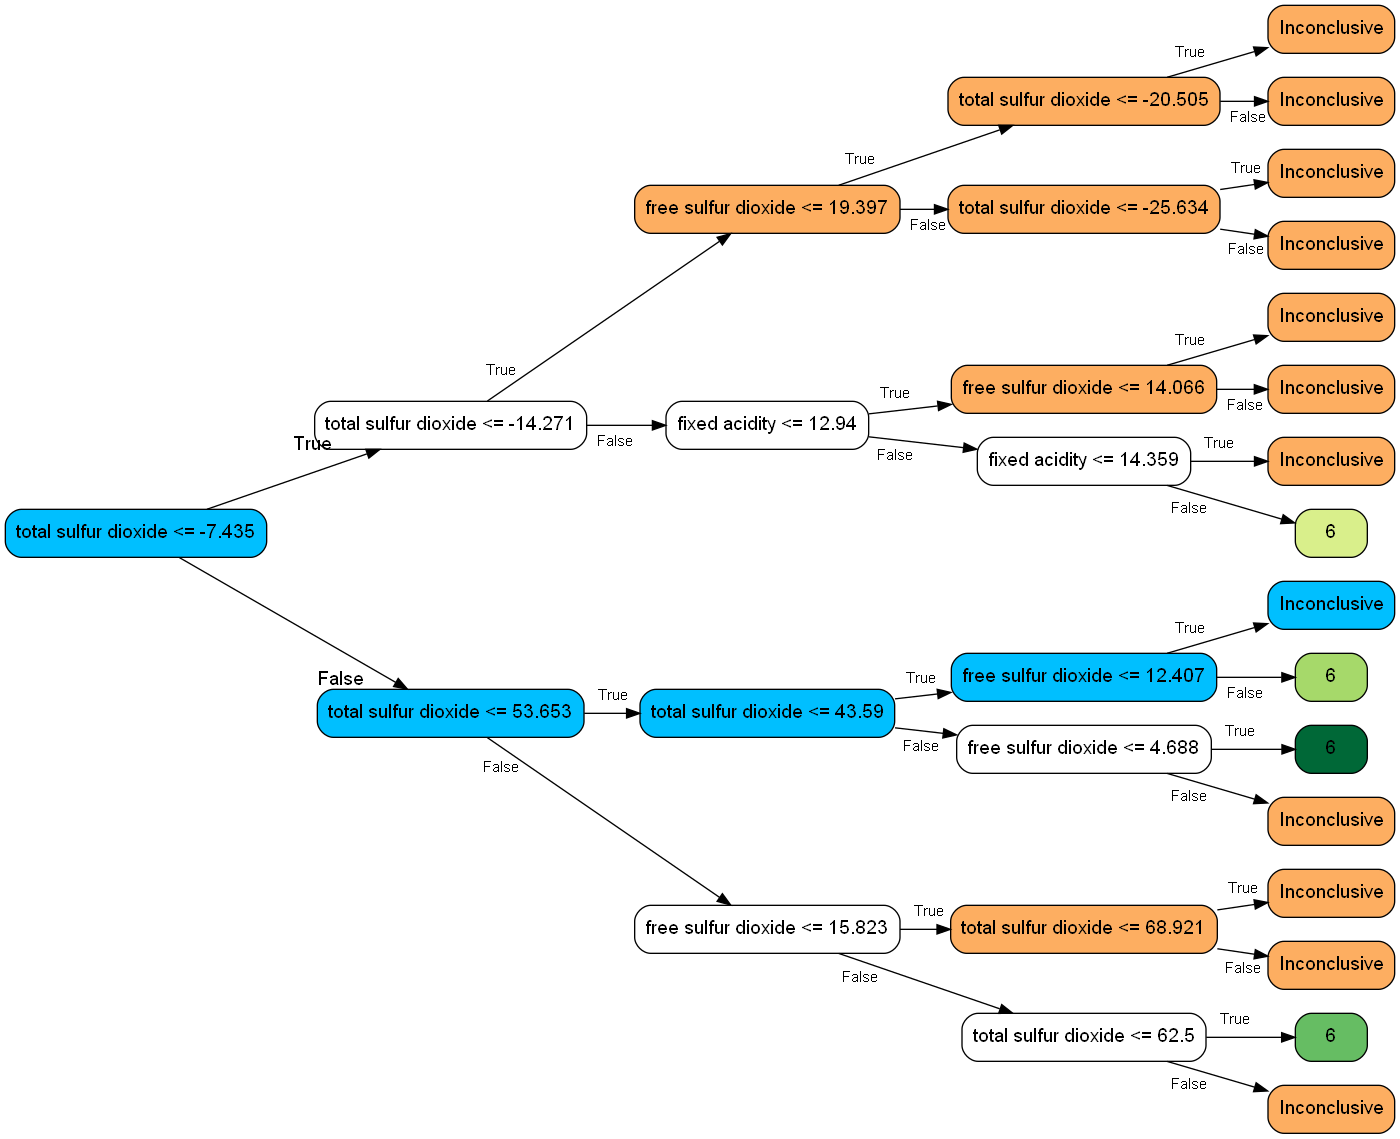 Inconclusive
True
total sulfur dioxide <= -20.505
Inconclusive
False
True
Inconclusive
True
free sulfur dioxide <= 19.397
total sulfur dioxide <= -25.634
False
Inconclusive
False
Inconclusive
True
True
free sulfur dioxide <= 14.066
Inconclusive
True
False
total sulfur dioxide <= -14.271
fixed acidity <= 12.94
False
True
True
fixed acidity <= 14.359
Inconclusive
False
False
total sulfur dioxide <= -7.435
6
Inconclusive
True
False
free sulfur dioxide <= 12.407
6
True
False
True
total sulfur dioxide <= 53.653
total sulfur dioxide <= 43.59
True
free sulfur dioxide <= 4.688
6
False
False
False
Inconclusive
True
Inconclusive
True
free sulfur dioxide <= 15.823
total sulfur dioxide <= 68.921
False
Inconclusive
False
True
total sulfur dioxide <= 62.5
6
False
Inconclusive